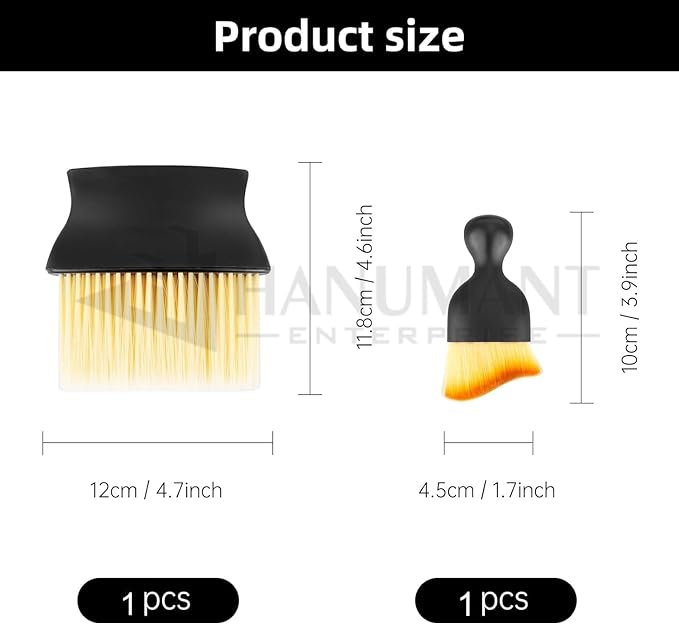 Product size
11.8cm / 4.6inch
10cm / 3.9inch
HANUMANT
ENTERPRISE
12cm / 4.7inch
4.5cm / 1.7inch
1 pcs
1 pcs